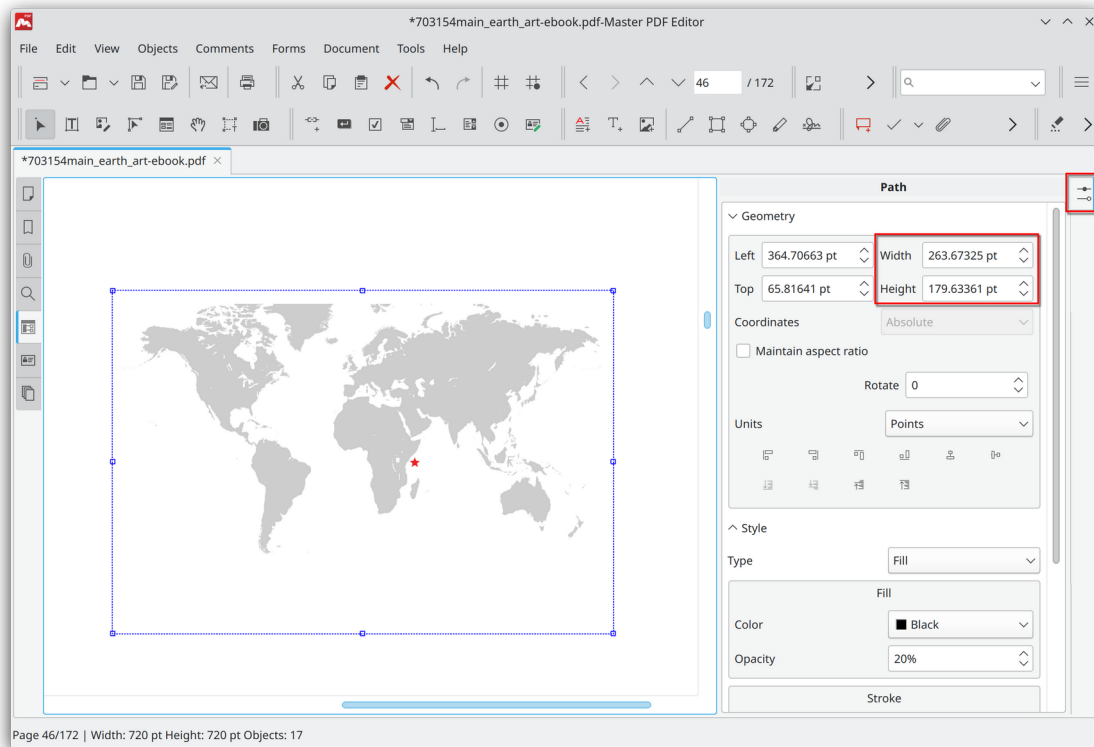 *703154main_earth_art-ebook.pdf-Master PDF Editor
File Edit View Objects Comments Forms Document Tools Help
46 / 172
*703154main_earth_art-ebook.pdf
Path
Geometry
Left 364.70663 pt Width 263.67325 pt
Top 65.81641 pt Height 179.63361 pt
Coordinates Absolute
Maintain aspect ratio
Rotate 0
Units Points
Style
Type Fill
Fill
Color Black
Opacity 20%
Stroke
Page 46/172 | Width: 720 pt Height: 720 pt Objects: 17